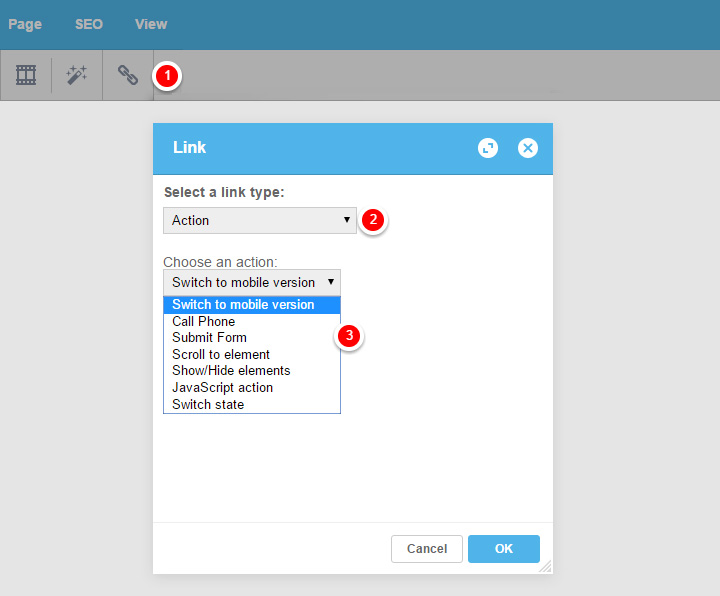 Page SEO View
1
Link
Select a link type:
Action
2
Choose an action:
Switch to mobile version
Switch to mobile version
Call Phone
Submit Form
3
Scroll to element
Show/Hide elements
JavaScript action
Switch state
Cancel OK